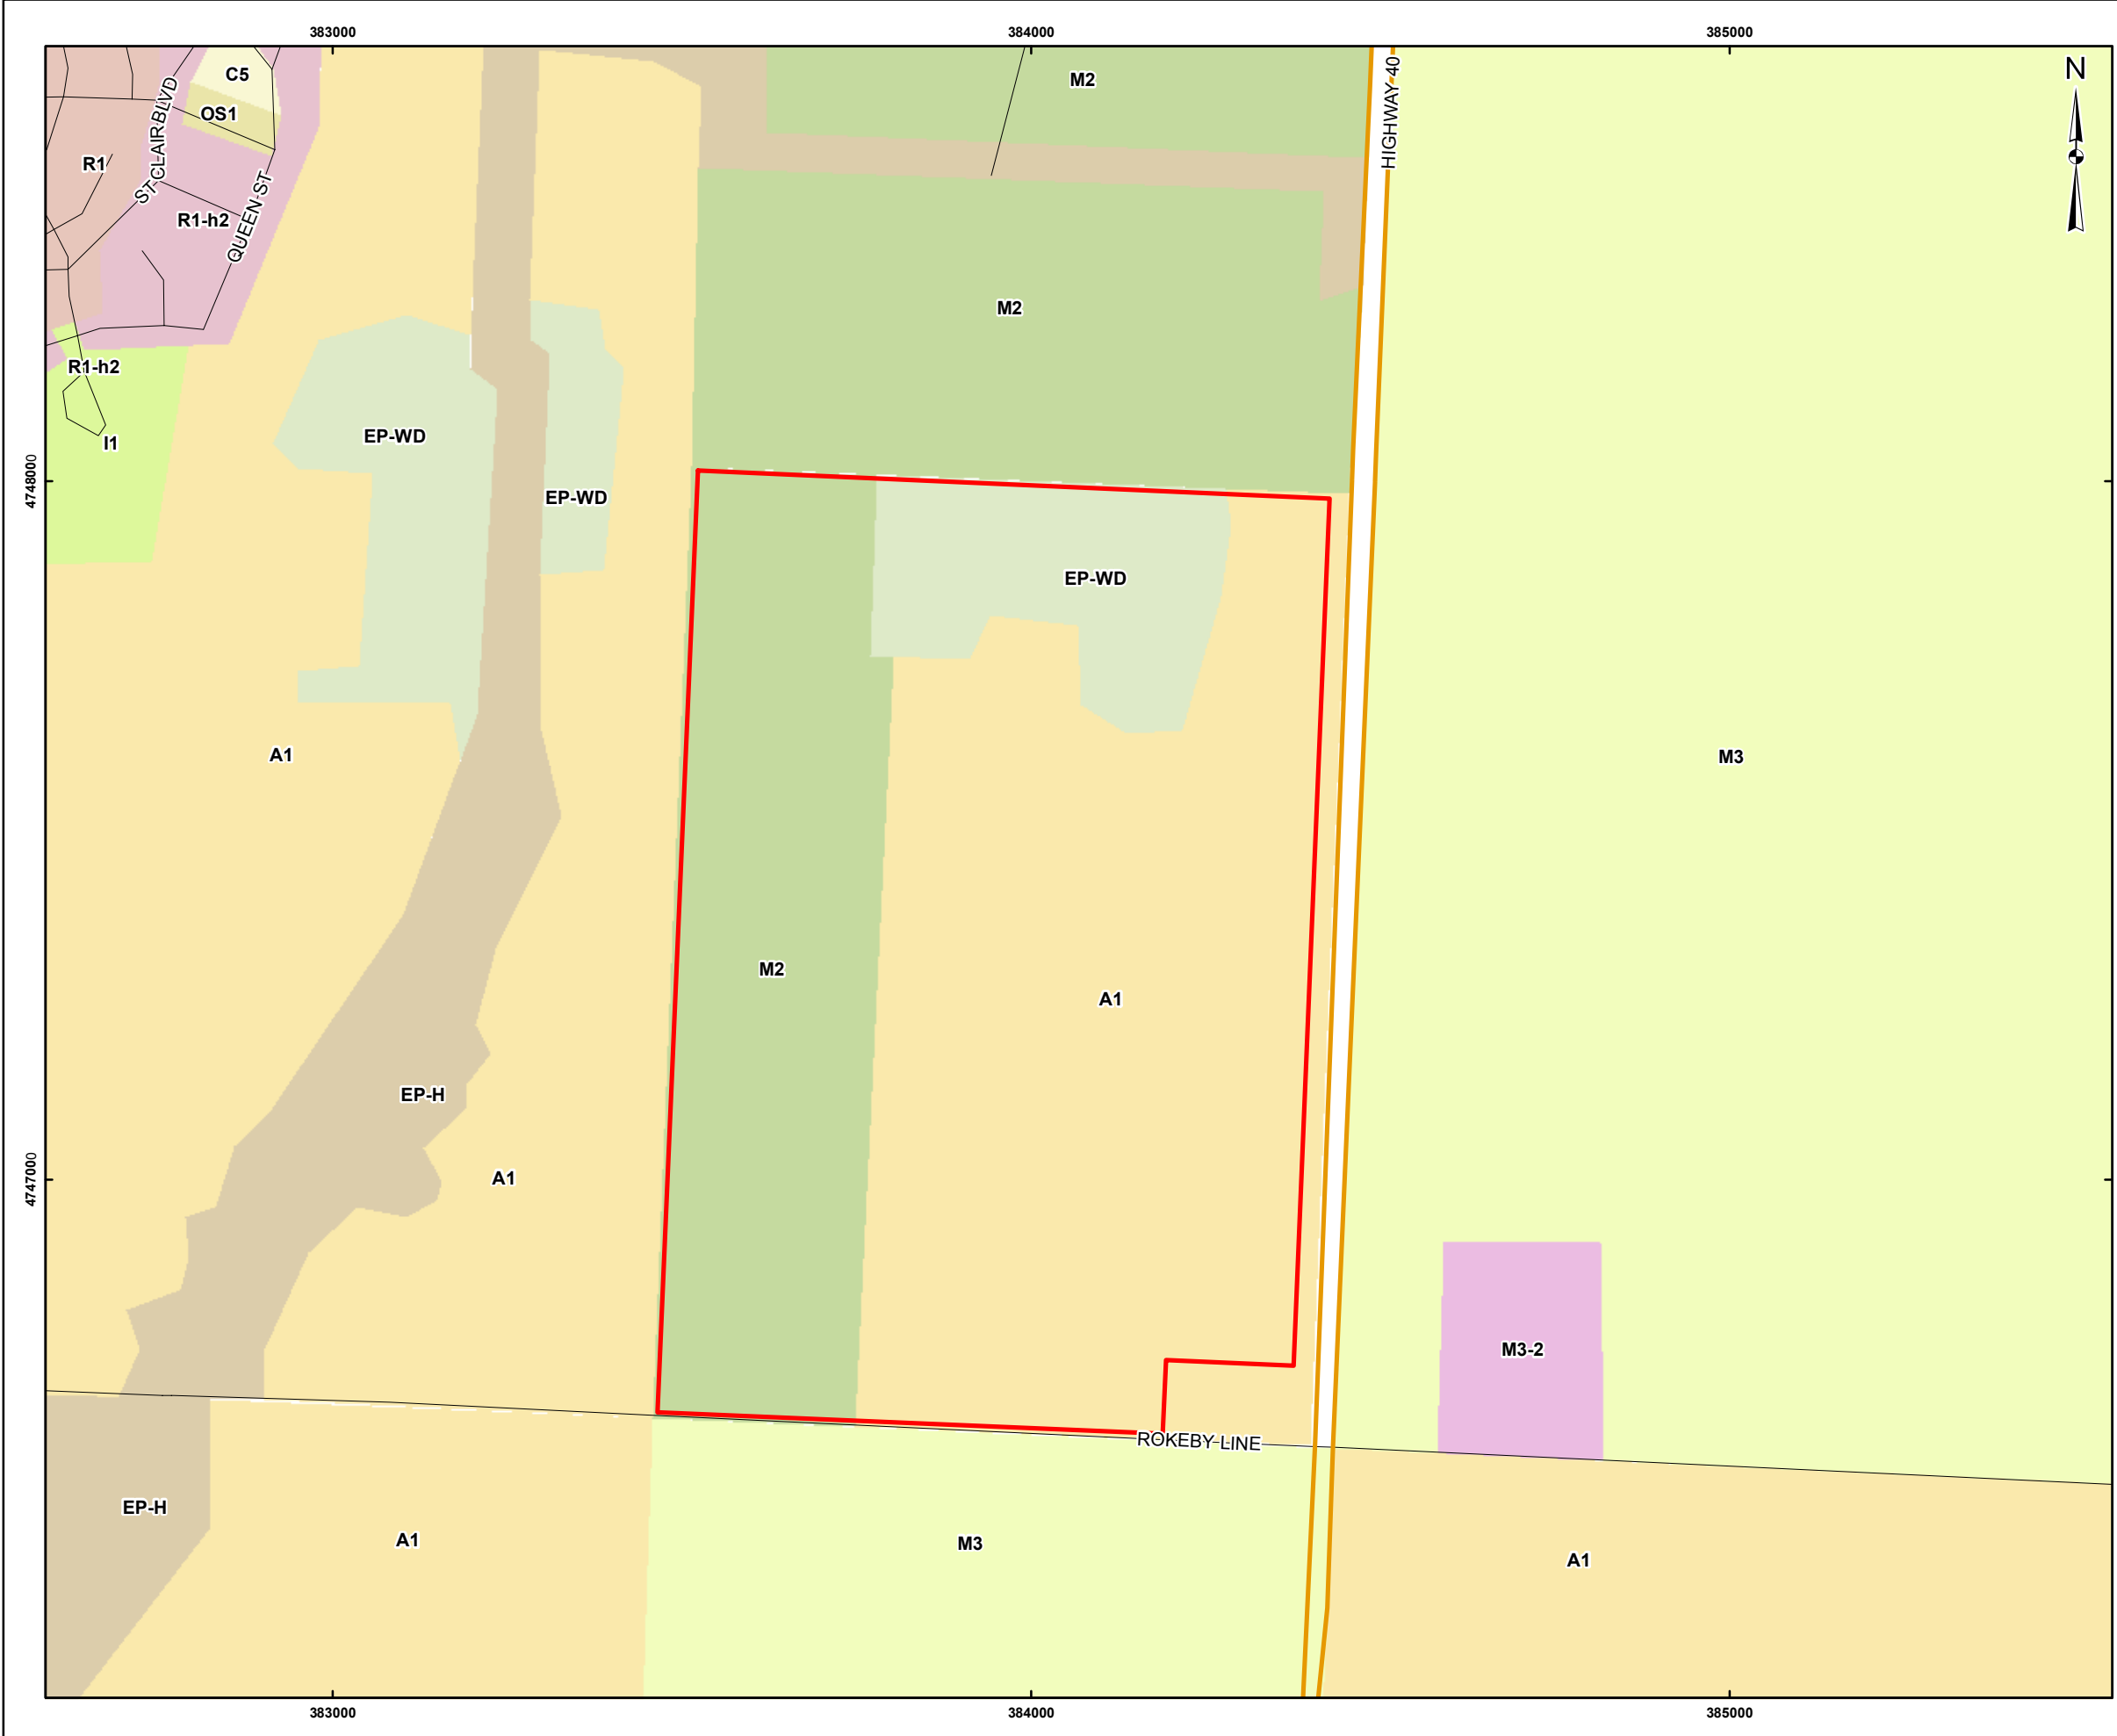 383000
384000
385000
N
C5
M2
HIGHWAY 40
OS1
ST CLAIR BLVD
R1
R1-h2
QUEEN ST
M2
R1-h2
EP-WD
I1
4748000
EP-WD
EP-WD
A1
M3
M2
A1
EP-H
A1
4747000
M3-2
ROKEBY LINE
EP-H
A1
M3
A1
383000
384000
385000